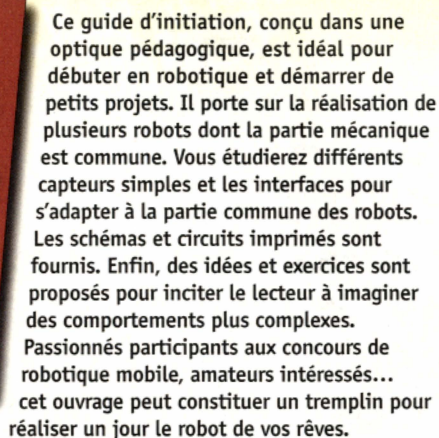 Ce guide d’initiation, conçu dans une
optique pédagogique, est idéal pour
débuter en robotique et démarrer de
petits projets. Il porte sur la réalisation de
plusieurs robots dont la partie mécanique
est commune. Vous étudierez différents
capteurs simples et les interfaces pour
s’adapter à la partie commune des robots.
Les schémas et circuits imprimés sont
fournis. Enfin, des idées et exercices sont
proposés pour inciter le lecteur à imaginer
des comportements plus complexes.
Passionnés participants aux concours de
robotique mobile, amateurs intéressés...
cet ouvrage peut constituer un tremplin pour
réaliser un jour le robot de vos rêves.